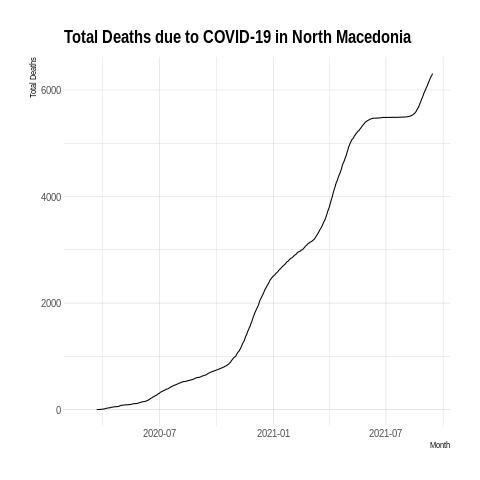 Total Deaths due to COVID-19 in North Macedonia
Total Deaths
6000
4000
2000
0
2020-07 2021-01 2021-07
Month